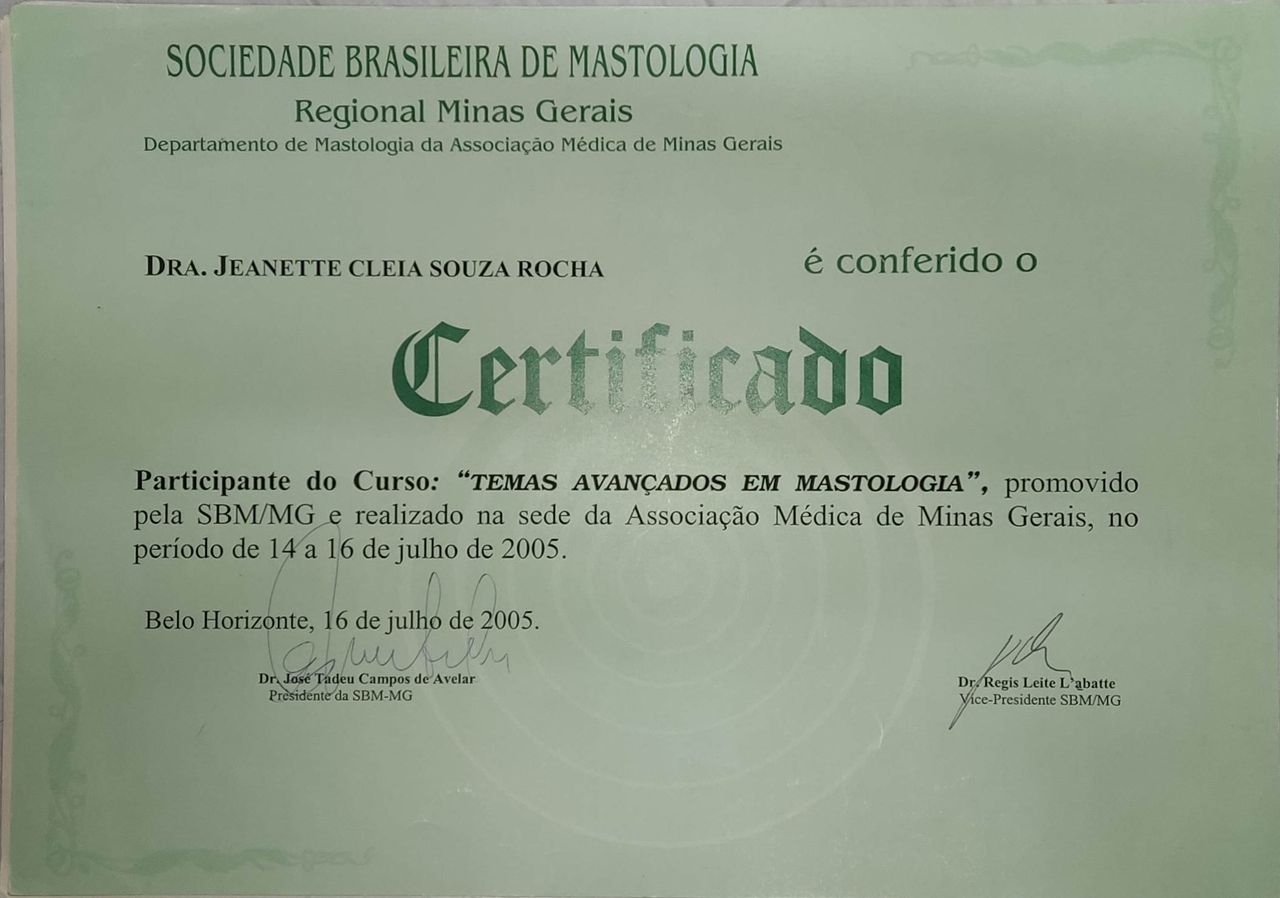 SOCIEDADE BRASILEIRA DE MASTOLOGIA
Regional Minas Gerais
Departamento de Mastologia da Associação Médica de Minas Gerais
DRA. JEANETTE CLEIA SOUZA ROCHA é conferido o
Certificado
Participante do Curso: “TEMAS AVANÇADOS EM MASTOLOGIA”, promovido
pela SBM/MG e realizado na sede da Associação Médica de Minas Gerais, no
período de 14 a 16 de julho de 2005.
Belo Horizonte, 16 de julho de 2005.
Dr. José Tadeu Campos de Avelar
Presidente da SBM-MG
Dr. Regis Leite L’abatte
Vice-Presidente SBM/MG